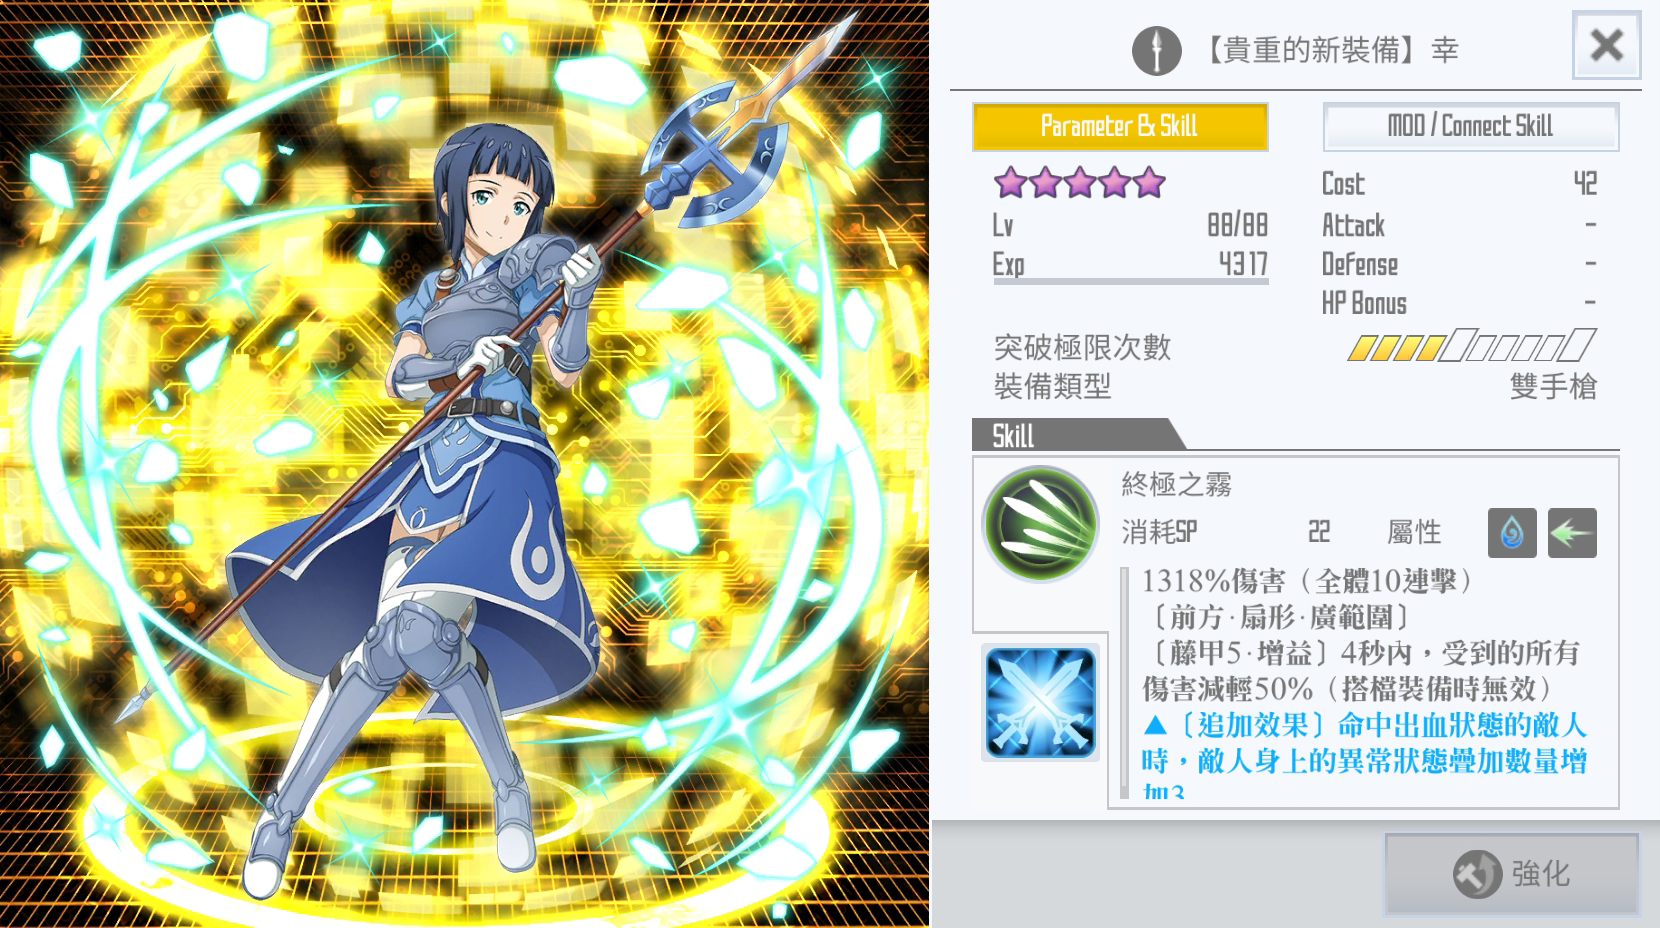 【貴重的新裝備】幸
Parameter & Skill
MOD / Connect Skill
Lv 88/88
Exp 4317
Cost 42
Attack -
Defense -
HP Bonus -
突破極限次數
裝備類型 雙手槍
Skill
終極之霧
消耗SP 22 屬性
1318%傷害（全體10連擊）
〔前方·扇形·廣範圍〕
〔藤甲5·增益〕4秒內，受到的所有
傷害減輕50%（搭檔裝備時無效）
▲〔追加效果〕命中出血狀態的敵人
時，敵人身上的異常狀態疊加數量增
加3
強化